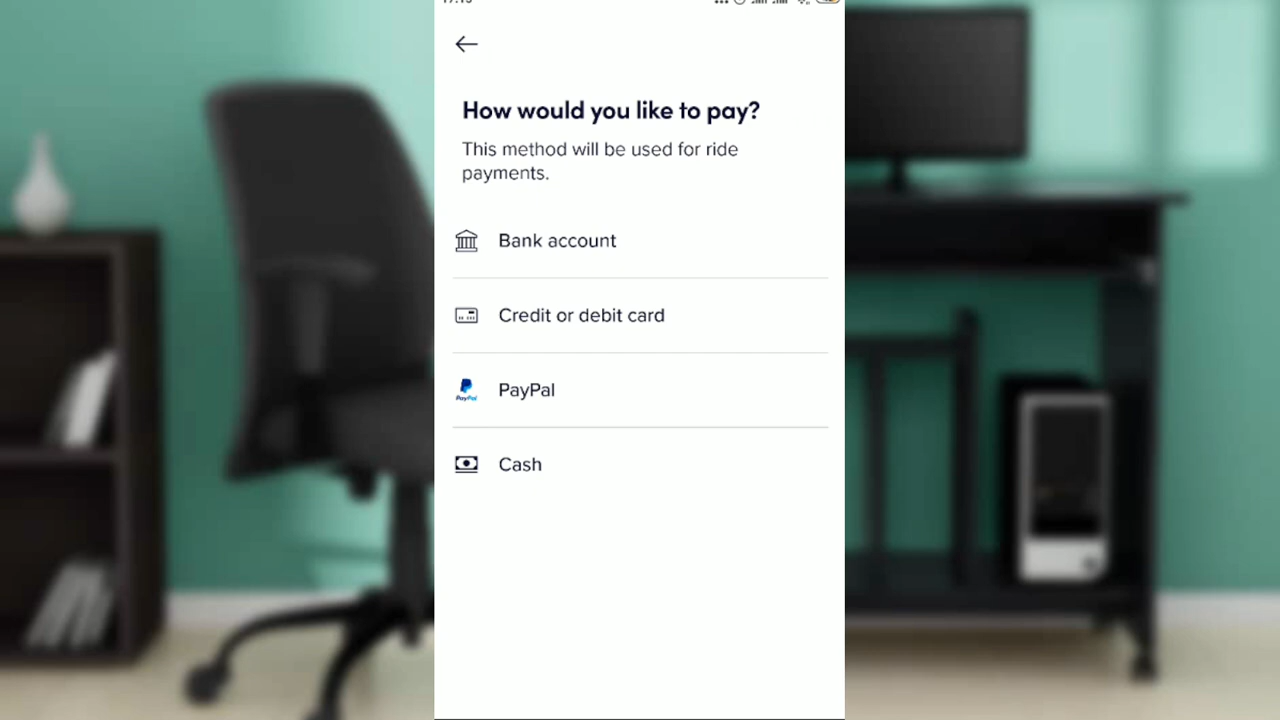 How would you like to pay?
This method will be used for ride
payments.
Bank account
Credit or debit card
PayPal
PayPal
Cash